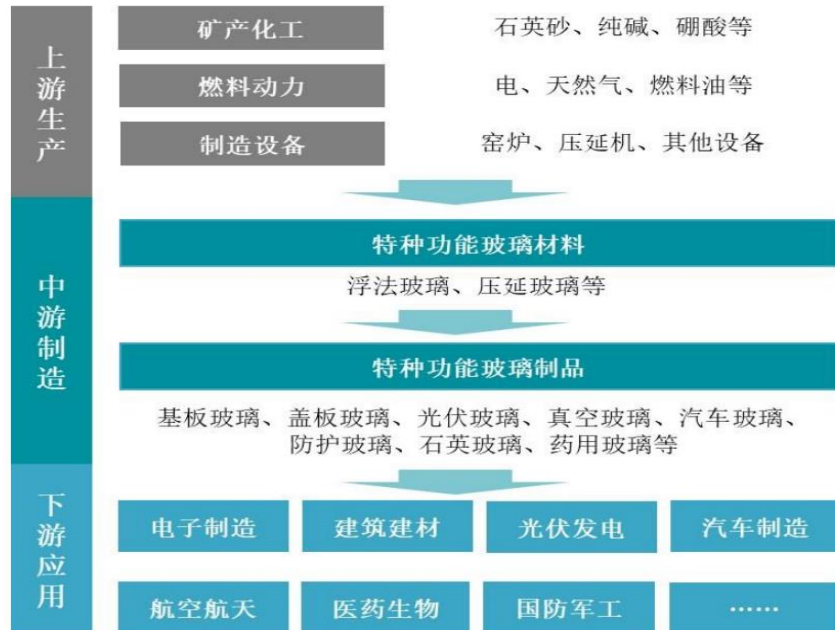 上游生产
矿产化工
石英砂、纯碱、硼酸等
燃料动力
电、天然气、燃料油等
制造设备
窑炉、压延机、其他设备
中游制造
特种功能玻璃材料
浮法玻璃、压延玻璃等
特种功能玻璃制品
基板玻璃、盖板玻璃、光伏玻璃、真空玻璃、汽车玻璃、
防护玻璃、石英玻璃、药用玻璃等
下游应用
电子制造
建筑建材
光伏发电
汽车制造
航空航天
医药生物
国防军工
……